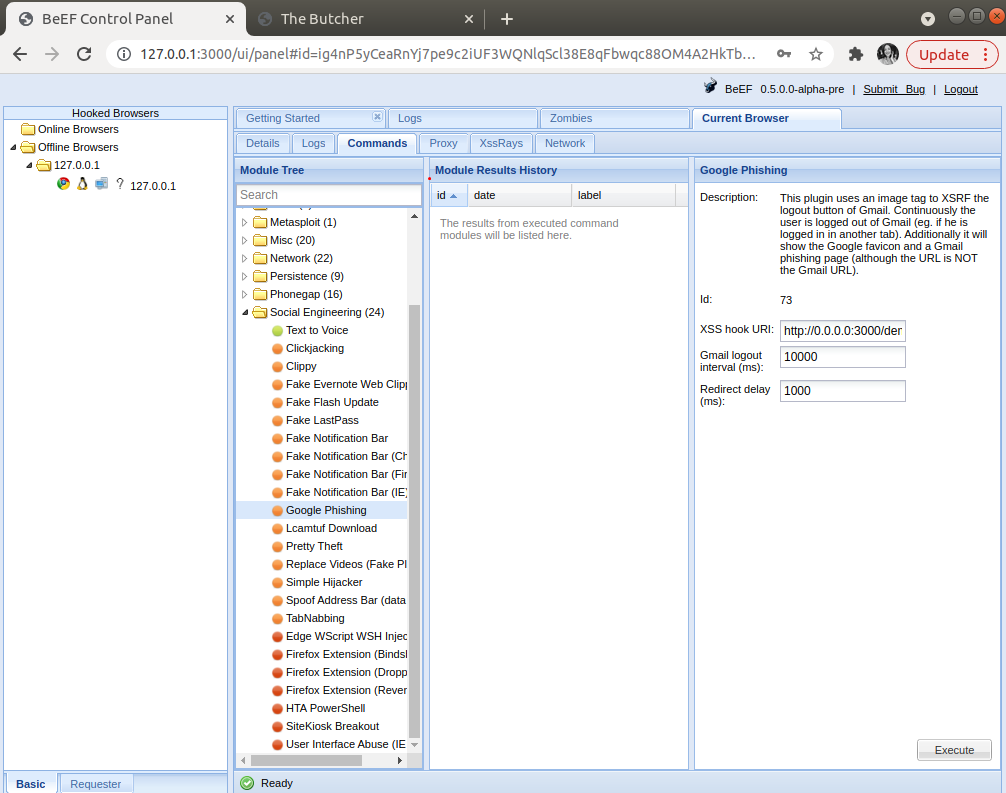 BeEF Control Panel
The Butcher
127.0.0.1:3000/ui/panel#id=ig4nP5yCeaRnYj7pe9c2iUF3WQNlqScl38E8qFbwqc88OM4A2HkTb...
Update
BeEF 0.5.0.0-alpha-pre | Submit Bug | Logout
Hooked Browsers
Online Browsers
Offline Browsers
127.0.0.1
? 127.0.0.1
Basic
Requester
Getting Started
Logs
Zombies
Current Browser
Details
Logs
Commands
Proxy
XssRays
Network
Module Tree
Search
Metasploit (1)
Misc (20)
Network (22)
Persistence (9)
Phonegap (16)
Social Engineering (24)
Text to Voice
Clickjacking
Clippy
Fake Evernote Web Clipp
Fake Flash Update
Fake LastPass
Fake Notification Bar
Fake Notification Bar (Ch
Fake Notification Bar (Fir
Fake Notification Bar (IE)
Google Phishing
Lcamtuf Download
Pretty Theft
Replace Videos (Fake Pl
Simple Hijacker
Spoof Address Bar (data
TabNabbing
Edge WScript WSH Injec
Firefox Extension (Bindsl
Firefox Extension (Dropp
Firefox Extension (Rever
HTA PowerShell
SiteKiosk Breakout
User Interface Abuse (IE
Module Results History
id
date
label
The results from executed command
modules will be listed here.
Google Phishing
Description:
This plugin uses an image tag to XSRF the
logout button of Gmail. Continuously the
user is logged out of Gmail (eg. if he is
logged in in another tab). Additionally it will
show the Google favicon and a Gmail
phishing page (although the URL is NOT
the Gmail URL).
Id:
73
XSS hook URI:
http://0.0.0.0:3000/der
Gmail logout
interval (ms):
10000
Redirect delay
(ms):
1000
Execute
Ready